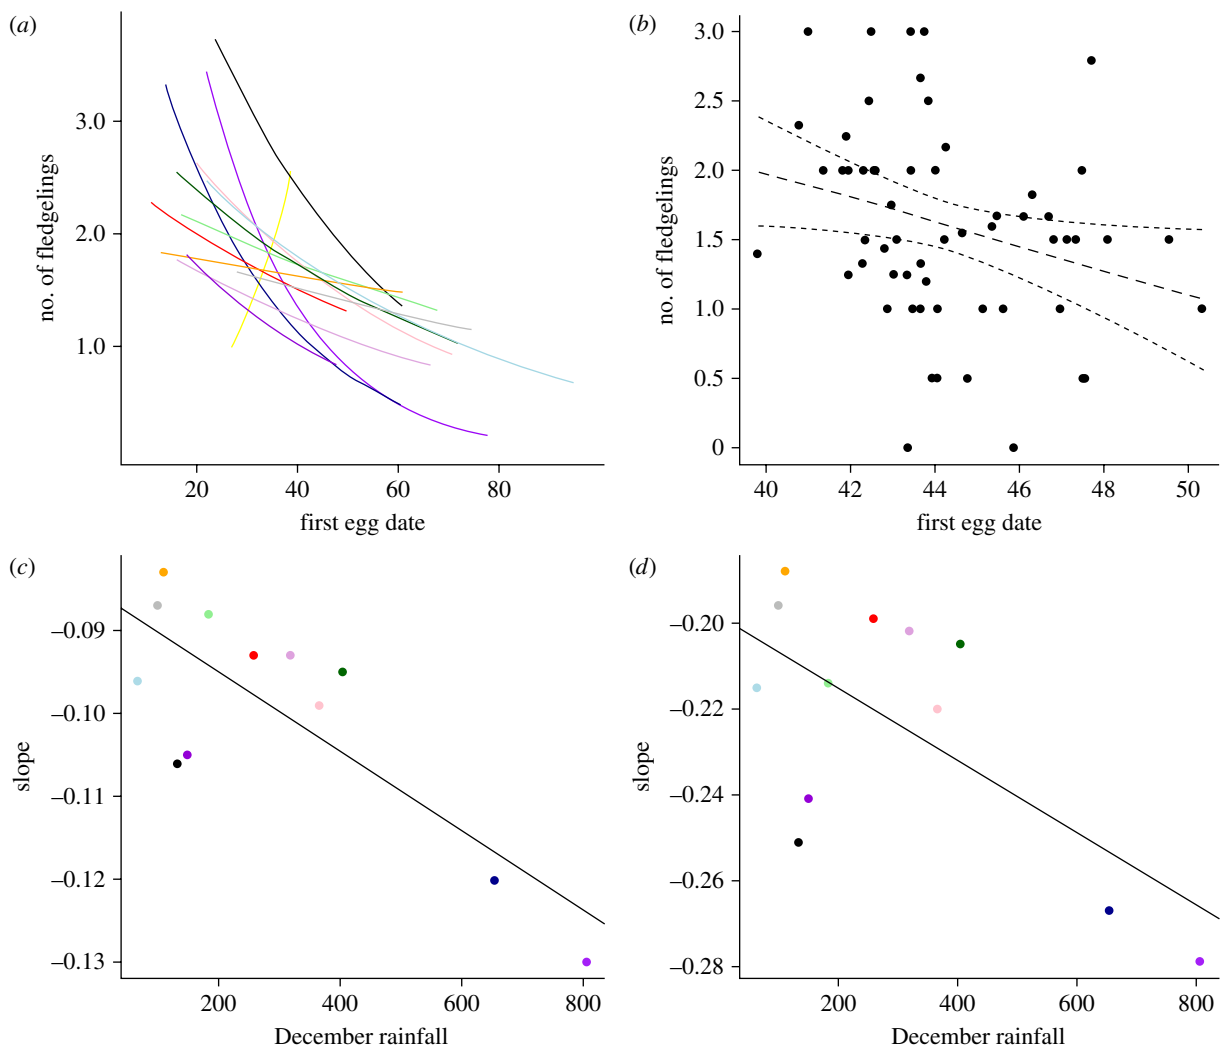 (a)
3.0
2.0
1.0
no. of fledgelings
20 40 60 80
first egg date
(b)
3.0
2.5
2.0
1.5
1.0
0.5
0
no. of fledgelings
40 42 44 46 48 50
first egg date
(c)
–0.09
–0.10
–0.11
–0.12
–0.13
slope
200 400 600 800
December rainfall
(d)
–0.20
–0.22
–0.24
–0.26
–0.28
slope
200 400 600 800
December rainfall